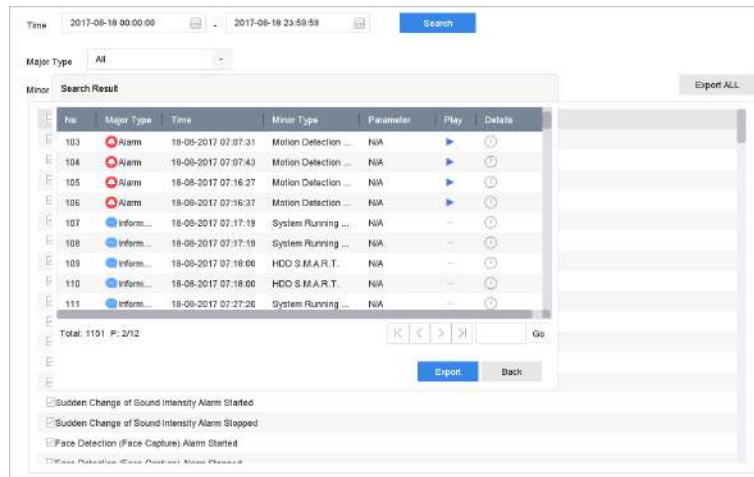 Time 2017-08-18 00:00:00 - 2017-08-18 23:59:59 Search
Major Type All
Minor
Export ALL
Search Result
No Major Type Time Minor Type Parameter Play Details
103 Alarm 18-08-2017 07:07:31 Motion Detection ... N/A
104 Alarm 18-08-2017 07:07:43 Motion Detection ... N/A
105 Alarm 18-08-2017 07:16:27 Motion Detection ... N/A
106 Alarm 18-08-2017 07:16:37 Motion Detection ... N/A
107 Inform... 18-08-2017 07:17:19 System Running ... N/A —
108 Inform... 18-08-2017 07:17:19 System Running ... N/A —
109 Inform... 18-08-2017 07:18:00 HDD S.M.A.R.T. N/A —
110 Inform... 18-08-2017 07:18:00 HDD S.M.A.R.T. N/A —
111 Inform... 18-08-2017 07:27:20 System Running ... N/A —
Total: 1151 P: 2/12 Go
Export Back
Sudden Change of Sound Intensity Alarm Started
Sudden Change of Sound Intensity Alarm Stopped
Face Detection (Face Capture) Alarm Started
Face Detection (Face Capture) Alarm Stopped